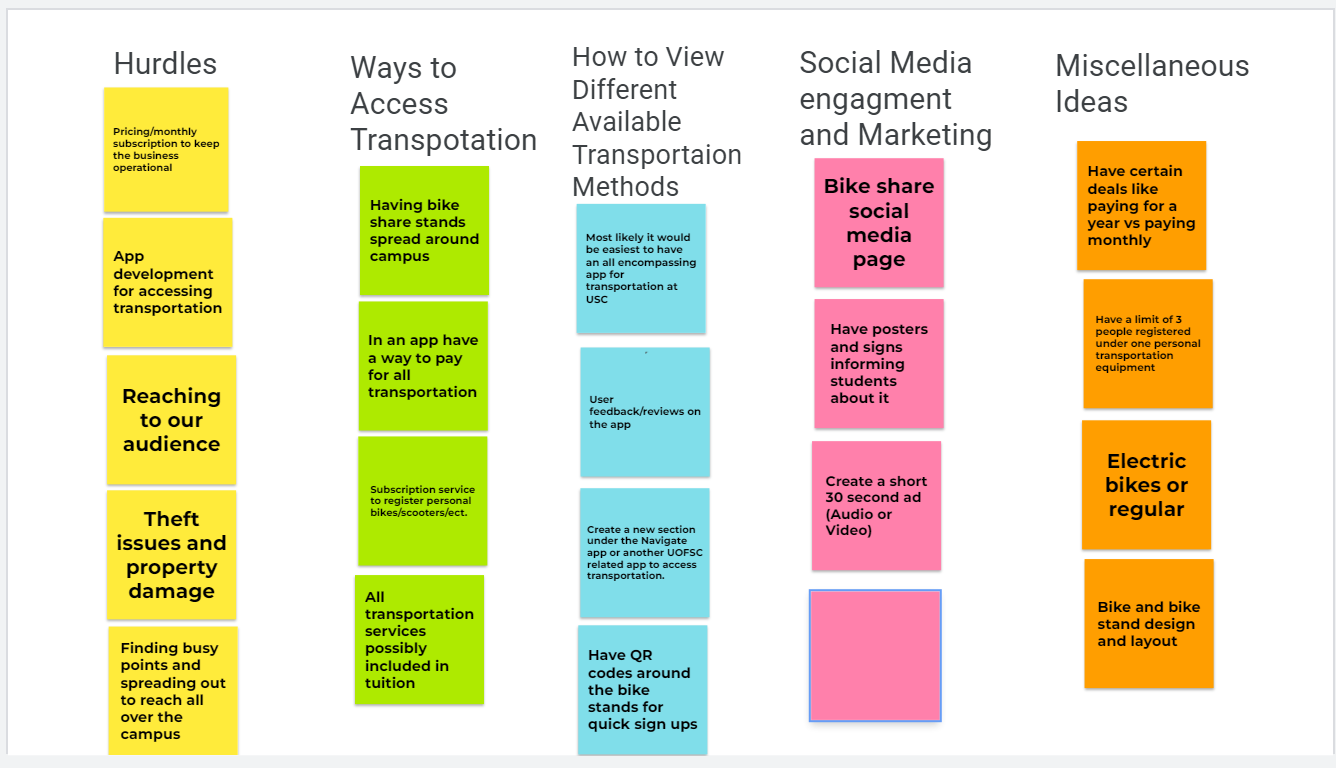 Hurdles
Pricing/monthly
subscription to keep
the business
operational
App
development
for accessing
transportation
Reaching
to our
audience
Theft
issues and
property
damage
Finding busy
points and
spreading out
to reach all
over the
campus
Ways to
Access
Transpotation
Having bike
share stands
spread around
campus
In an app have
a way to pay
for all
transportation
Subscription service
to register personal
bikes/scooters/ect.
All
transportation
services
possibly
included in
tuition
How to View
Different
Available
Transportaion
Methods
Most likely it would
be easiest to have
an all encompassing
app for
transportation at
USC
User
feedback/reviews on
the app
Create a new section
under the Navigate
app or another UOFSC
related app to access
transportation.
Have QR
codes around
the bike
stands for
quick sign ups
Social Media
engagment
and Marketing
Bike share
social
media
page
Have posters
and signs
informing
students
about it
Create a short
30 second ad
(Audio or
Video)
Miscellaneous
Ideas
Have certain
deals like
paying for a
year vs paying
monthly
Have a limit of 3
people registered
under one personal
transportation
equipment
Electric
bikes or
regular
Bike and bike
stand design
and layout